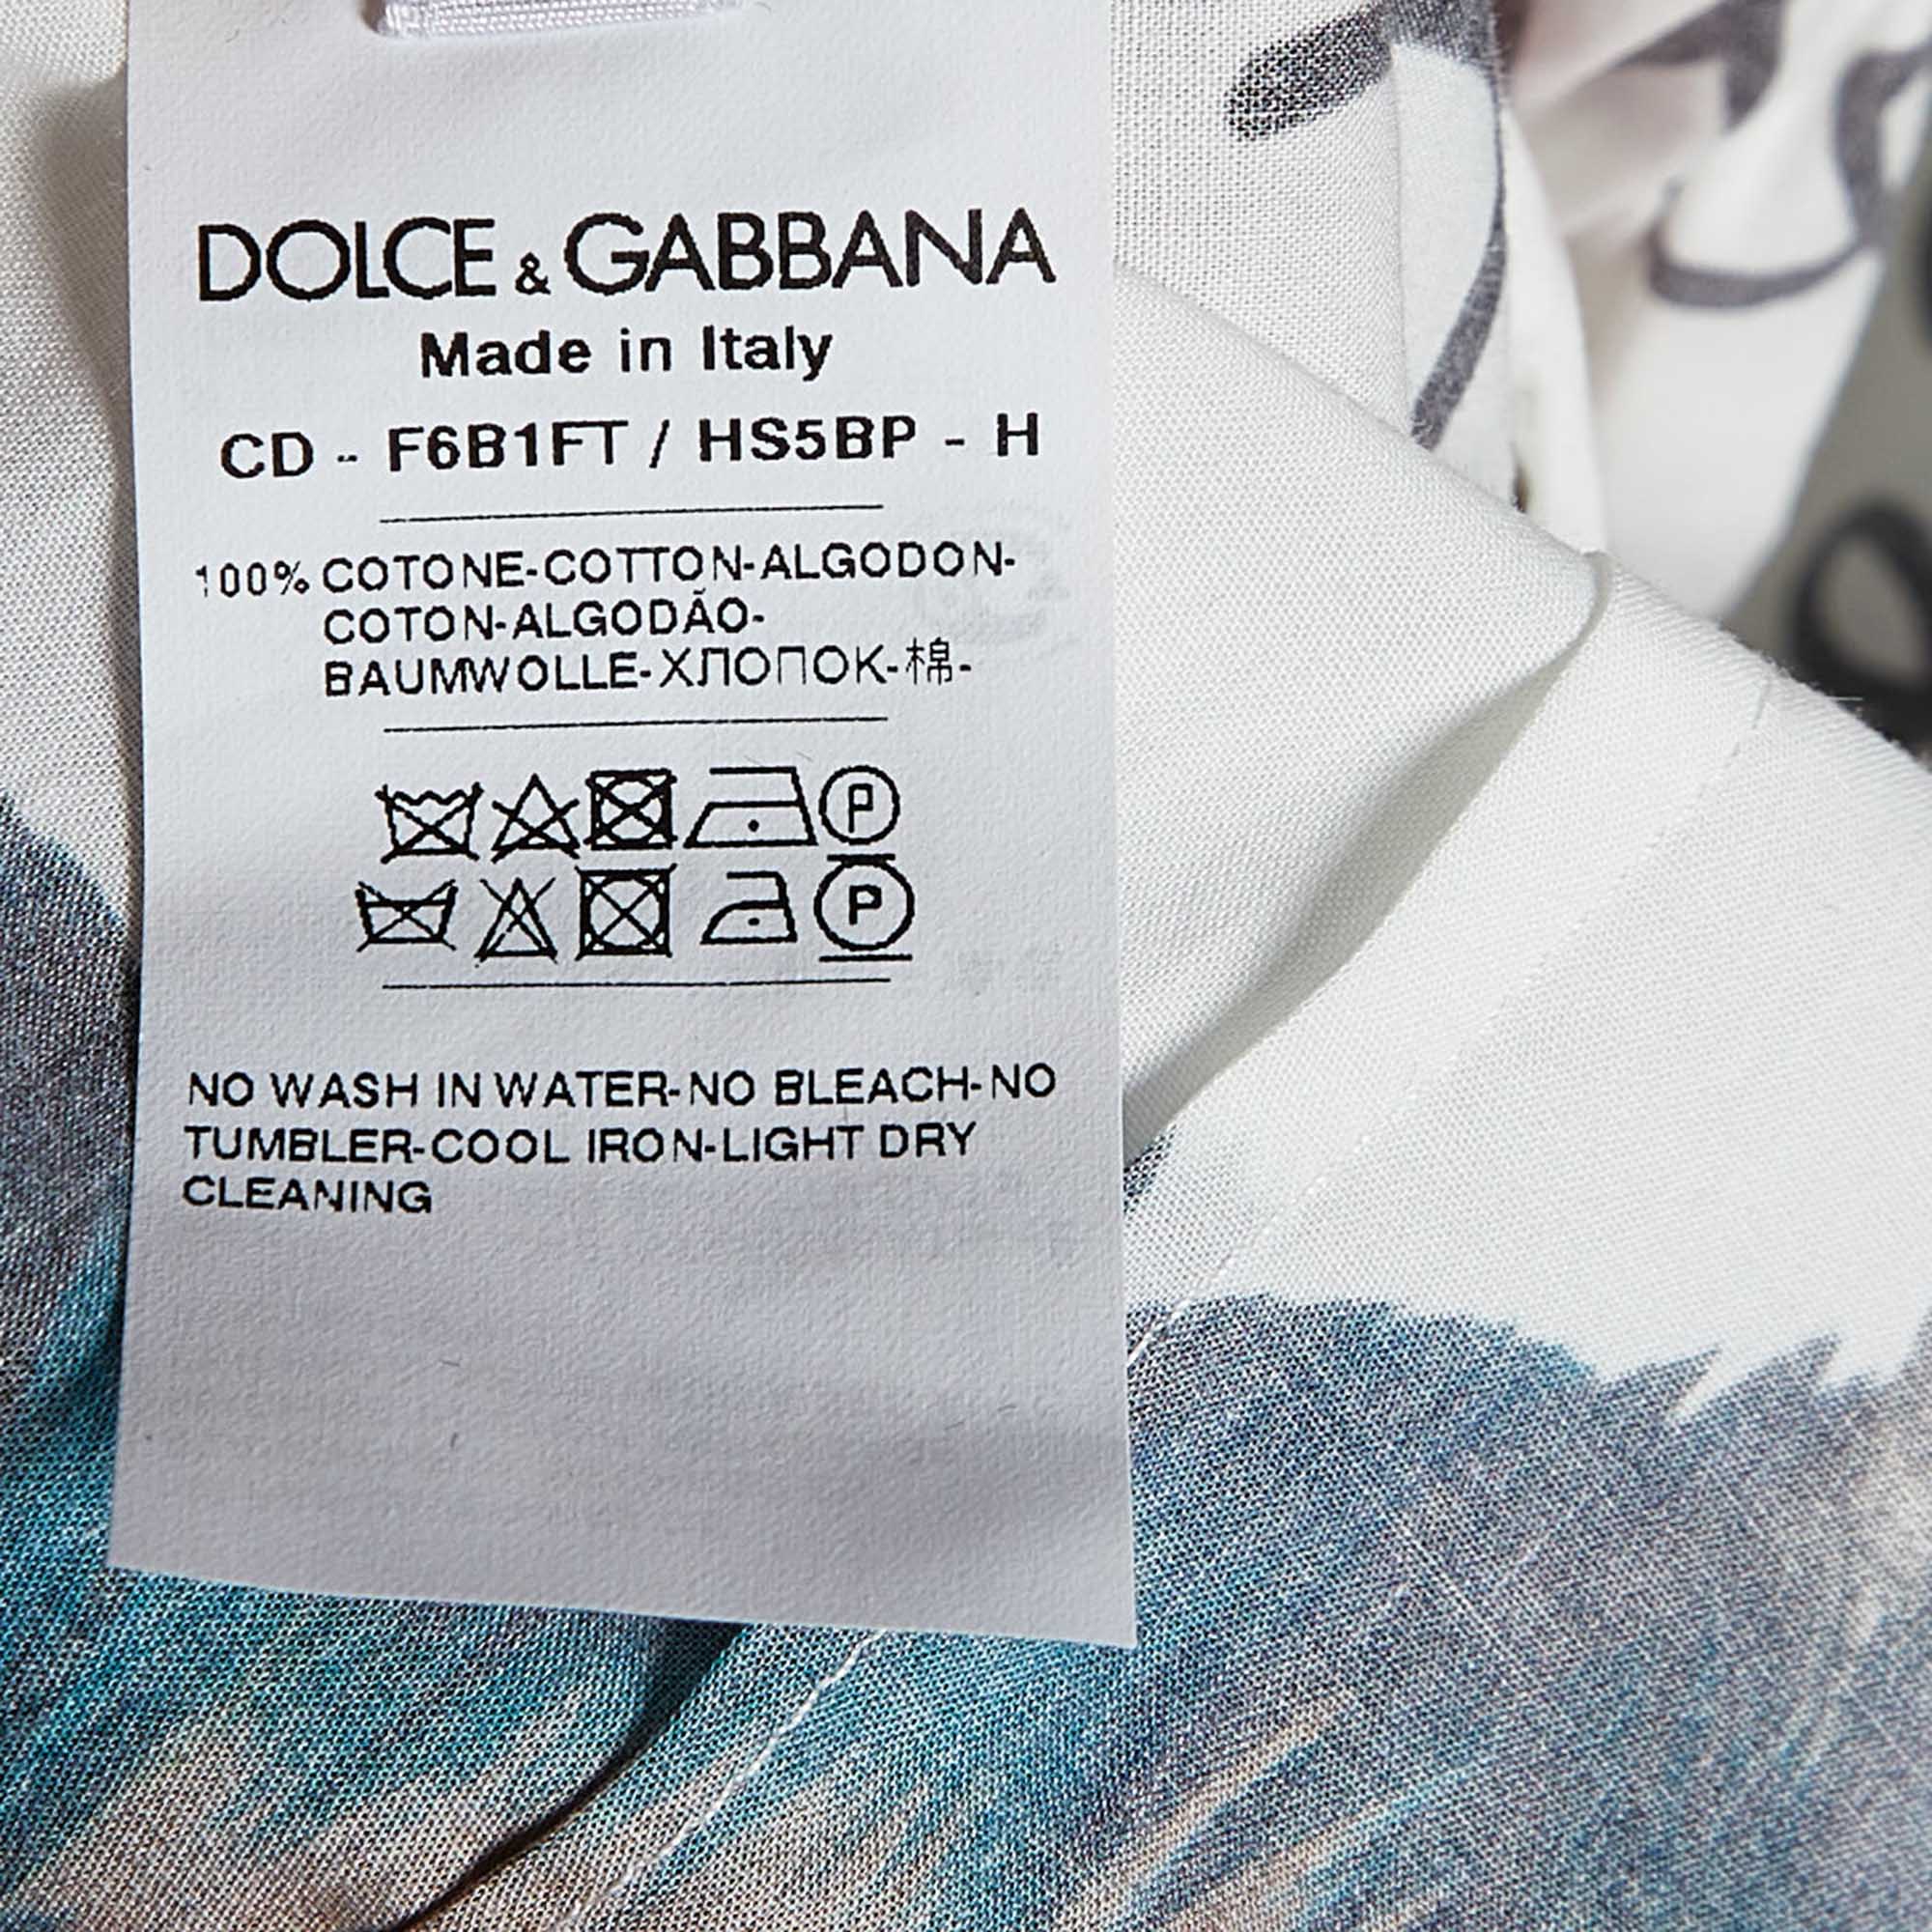 DOLCE & GABBANA
Made in Italy
CD - F6B1FT / HS5BP - H
100% COTONE-COTTON-ALGODON-
COTON-ALGODÃO-
BAUMWOLLE-ХЛОПОК-棉-
P
P
NO WASH IN WATER-NO BLEACH-NO
TUMBLER-COOL IRON-LIGHT DRY
CLEANING